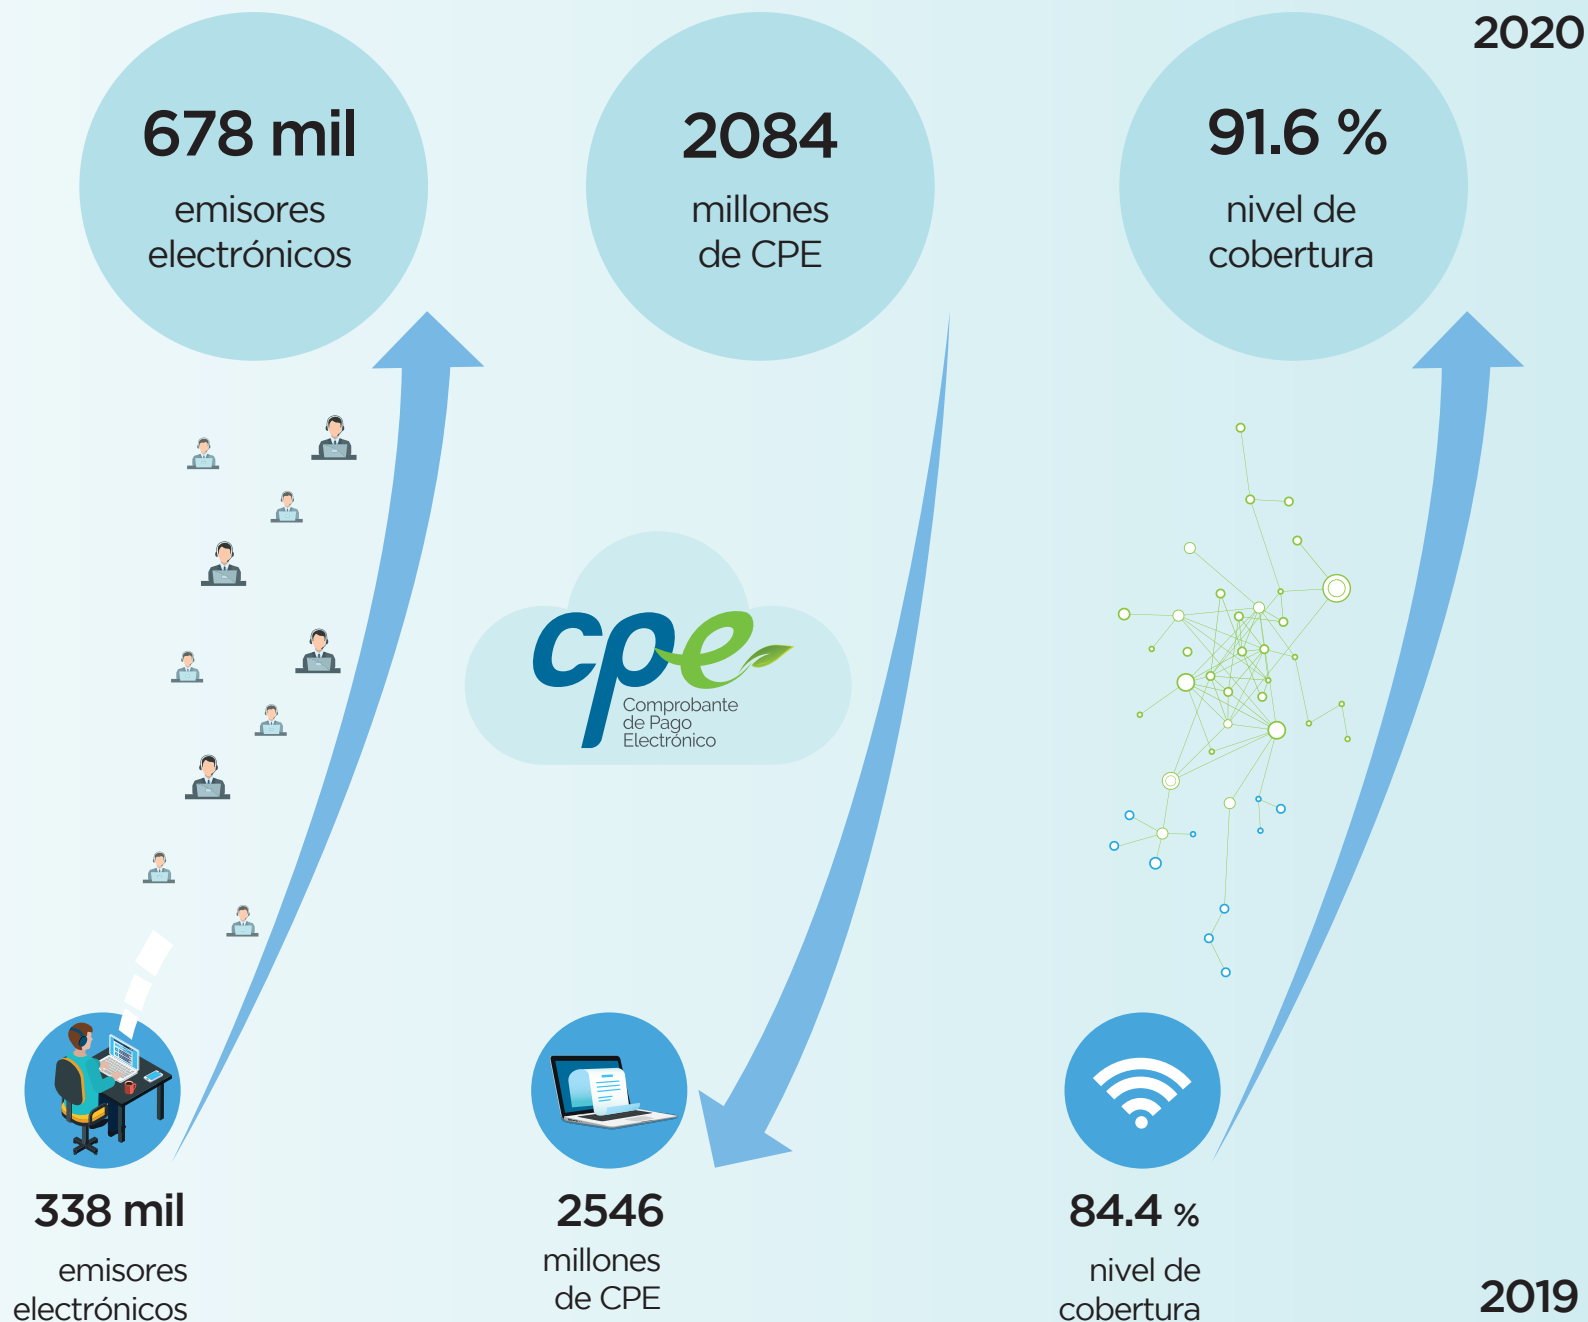 2020
678 mil
emisores
electrónicos
2084
millones
de CPE
91.6 %
nivel de
cobertura
cpe
Comprobante
de Pago
Electrónico
338 mil
emisores
electrónicos
2546
millones
de CPE
84.4 %
nivel de
cobertura
2019